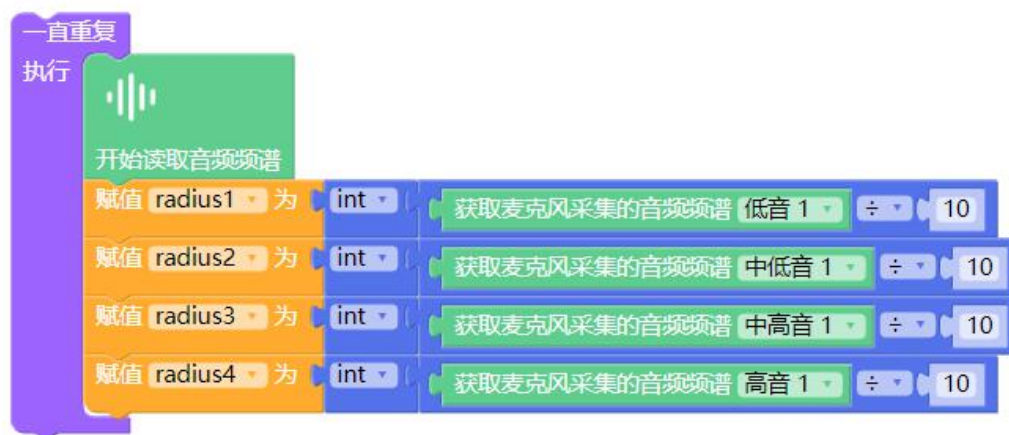 一直重复
执行
开始读取音频频谱
赋值 radius1 为 int 获取麦克风采集的音频频谱 低音 1 ÷ 10
赋值 radius2 为 int 获取麦克风采集的音频频谱 中低音 1 ÷ 10
赋值 radius3 为 int 获取麦克风采集的音频频谱 中高音 1 ÷ 10
赋值 radius4 为 int 获取麦克风采集的音频频谱 高音 1 ÷ 10